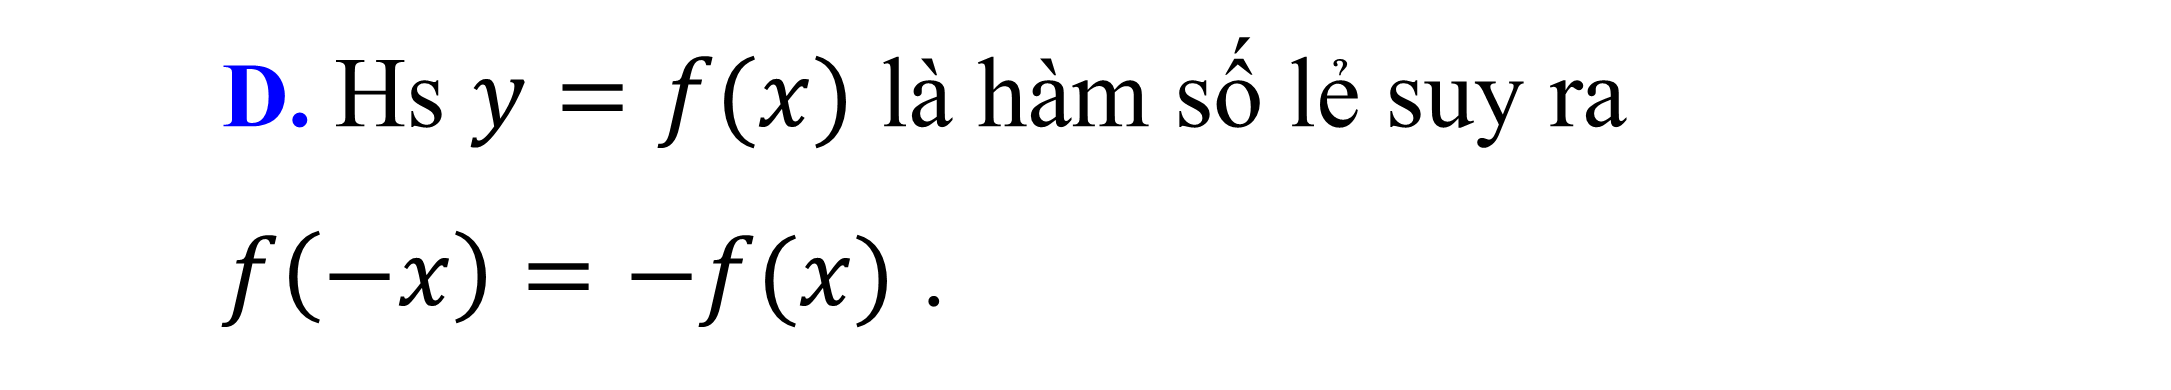 D. Hs y = f(x) là hàm số lẻ suy ra
f(−x) = −f(x) .